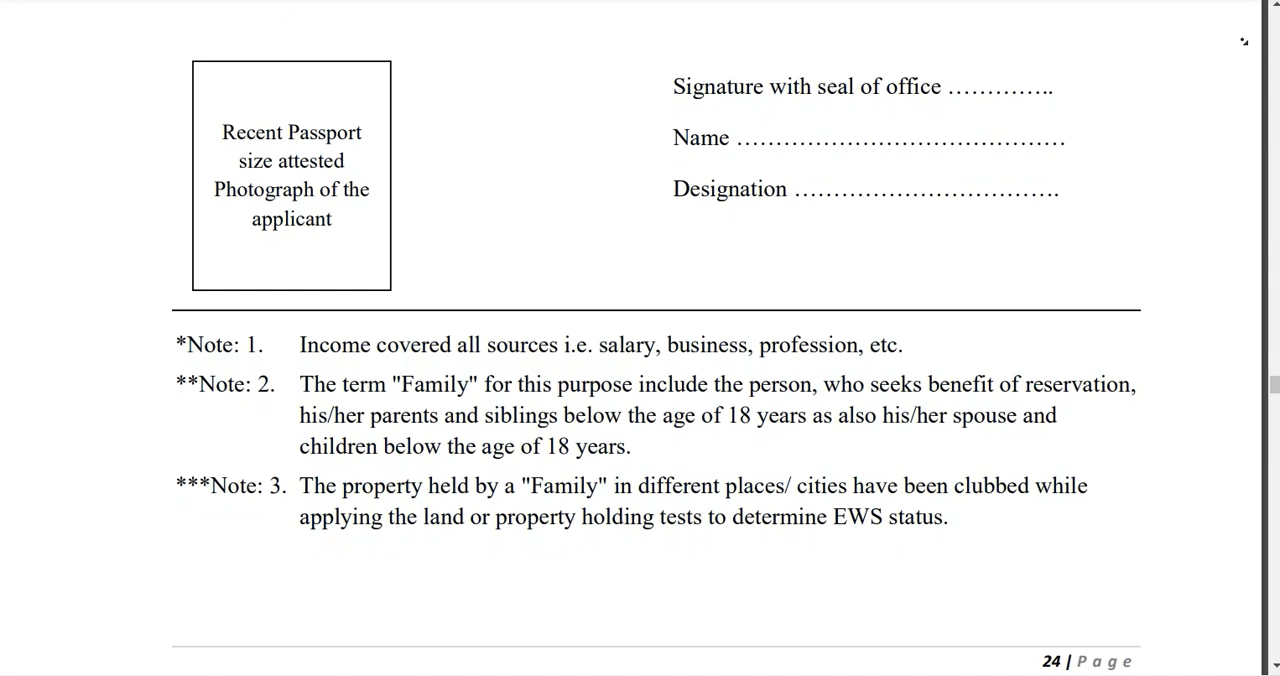 Recent Passport
size attested
Photograph of the
applicant
Signature with seal of office …………..
Name ……………………………………
Designation …………………………….
*Note: 1. Income covered all sources i.e. salary, business, profession, etc.
**Note: 2. The term "Family" for this purpose include the person, who seeks benefit of reservation,
his/her parents and siblings below the age of 18 years as also his/her spouse and
children below the age of 18 years.
***Note: 3. The property held by a "Family" in different places/ cities have been clubbed while
applying the land or property holding tests to determine EWS status.
24 | Page